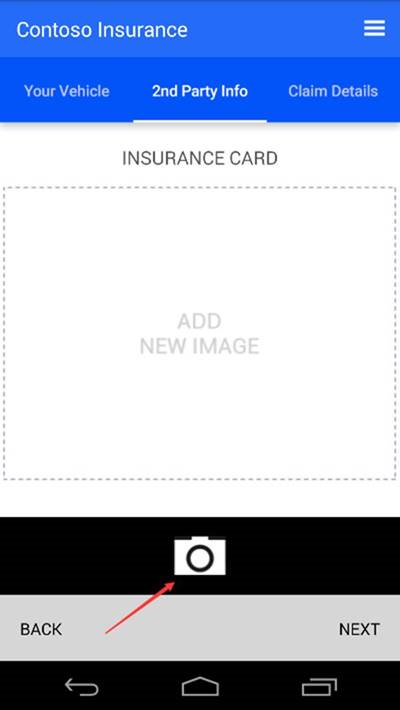 Contoso Insurance
Your Vehicle 2nd Party Info Claim Details
INSURANCE CARD
ADD
NEW IMAGE
BACK NEXT